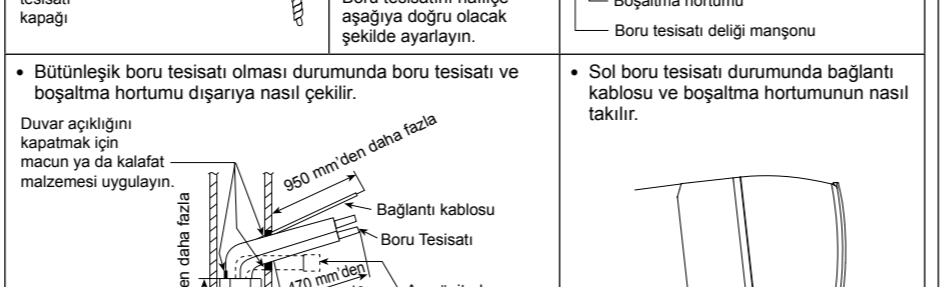 tesisatı
kapağı
Boru tesisatını hafifçe
aşağıya doğru olacak
şekilde ayarlayın.
Boşaltma hortumu
Boru tesisatı deliği manşonu
• Bütünleşik boru tesisatı olması durumunda boru tesisatı ve
boşaltma hortumu dışarıya nasıl çekilir.
Duvar açıklığını
kapatmak için
macun ya da kalafat
malzemesi uygulayın.
950 mm'den daha fazla
Bağlantı kablosu
Boru Tesisatı
en daha fazla
470 mm'den
• Sol boru tesisatı durumunda bağlantı
kablosu ve boşaltma hortumunun nasıl
takılır.